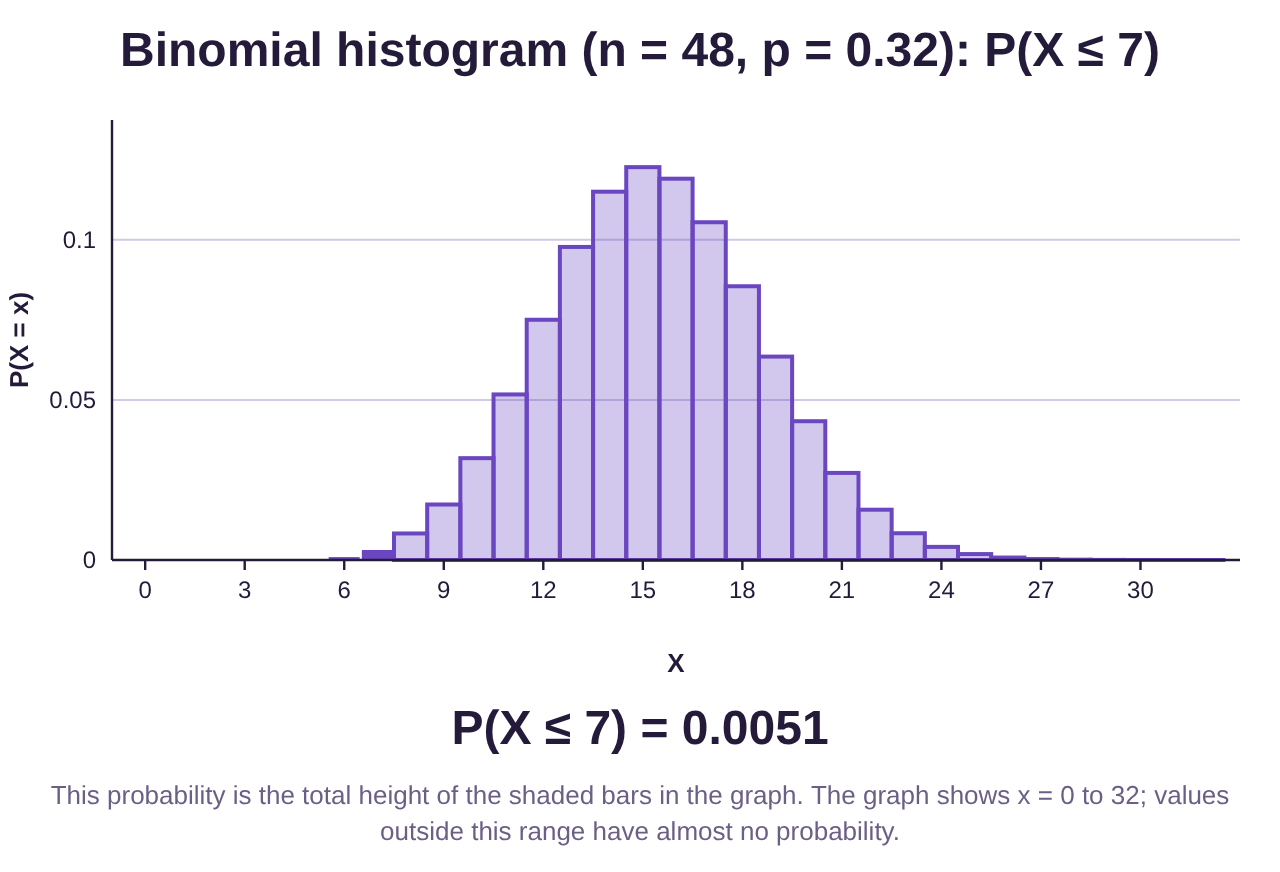 Binomial histogram (n = 48, p = 0.32): P(X ≤ 7)
P(X = x)
0.1
0.05
0
0 3 6 9 12 15 18 21 24 27 30
X
P(X ≤ 7) = 0.0051
This probability is the total height of the shaded bars in the graph. The graph shows x = 0 to 32; values
outside this range have almost no probability.